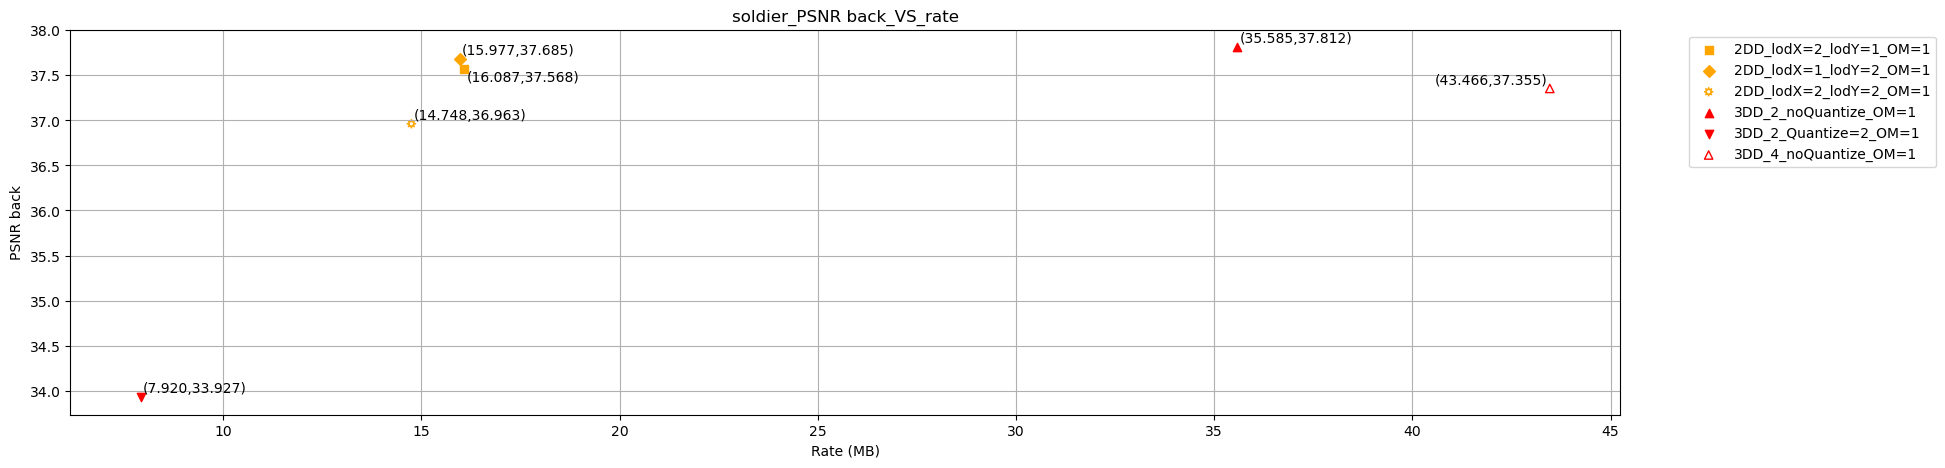 soldier_PSNR back_VS_rate
38.0
37.5
37.0
36.5
36.0
35.5
35.0
34.5
34.0
PSNR back
(15.977,37.685)
(16.087,37.568)
(14.748,36.963)
(7.920,33.927)
(35.585,37.812)
(43.466,37.355)
10 15 20 25 30 35 40 45
Rate (MB)
2DD_lodX=2_lodY=1_OM=1
2DD_lodX=1_lodY=2_OM=1
2DD_lodX=2_lodY=2_OM=1
3DD_2_noQuantize_OM=1
3DD_2_Quantize=2_OM=1
3DD_4_noQuantize_OM=1